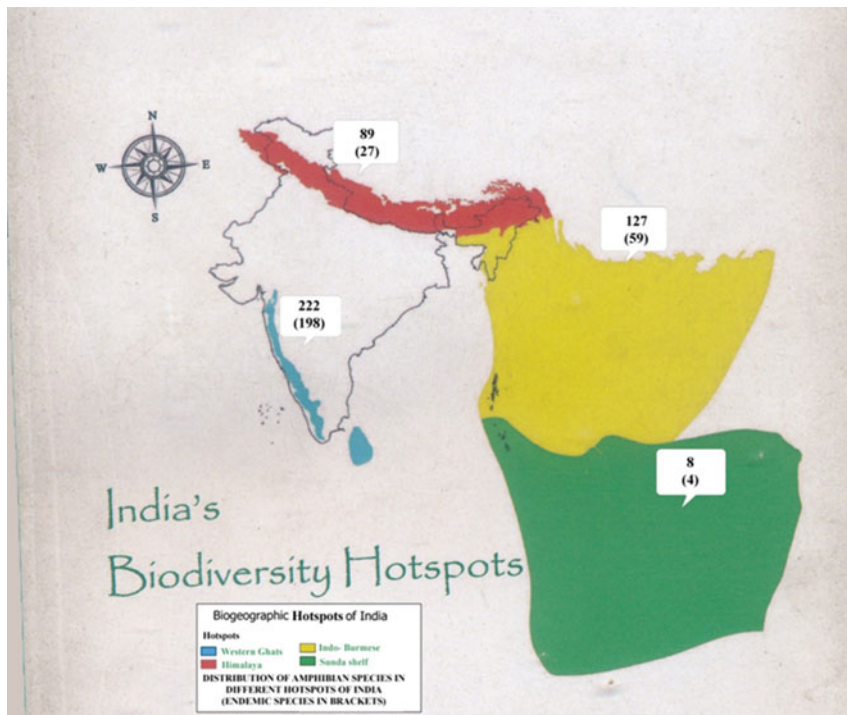 N
W E
S
89
(27)
127
(59)
222
(198)
8
(4)
India's
Biodiversity Hotspots
Biogeographic Hotspots of India
Hotspots
Western Ghats
Indo- Burmese
Himalaya
Sunda shelf
DISTRIBUTION OF AMPHIBIAN SPECIES IN
DIFFERENT HOTSPOTS OF INDIA
(ENDEMIC SPECIES IN BRACKETS)